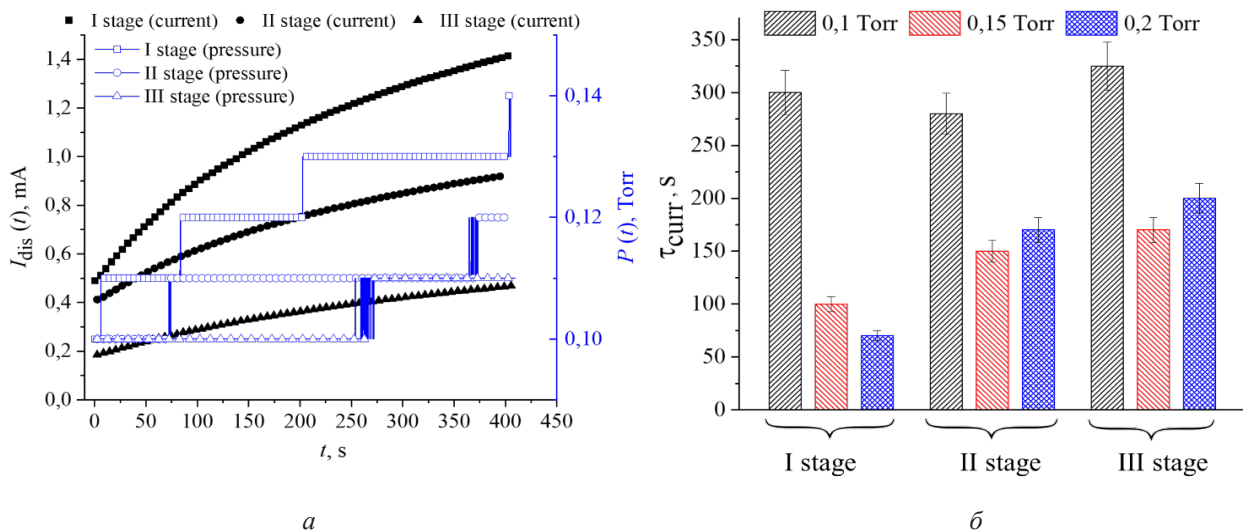 I stage (current) II stage (current) III stage (current)
I stage (pressure)
II stage (pressure)
III stage (pressure)
1,4
1,2
1,0
0,8
0,6
0,4
0,2
0,0
I dis (t), mA
0 50 100 150 200 250 300 350 400 450
t, s
0,14
0,12
0,10
P (t), Torr
а
0,1 Torr 0,15 Torr 0,2 Torr
350
300
250
200
150
100
50
0
τcurr, s
I stage II stage III stage
б